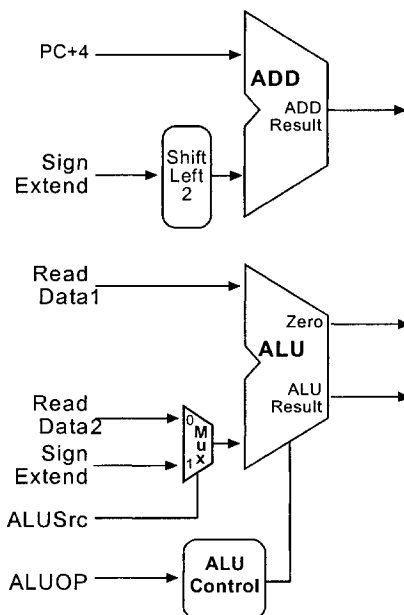 PC+4
ADD
ADD
Result
Sign
Extend
Shift
Left
2
Read
Data1
Zero
ALU
ALU
Result
Read
Data2
0
Mux
1
Sign
Extend
ALUSrc
ALUOP
ALU
Control